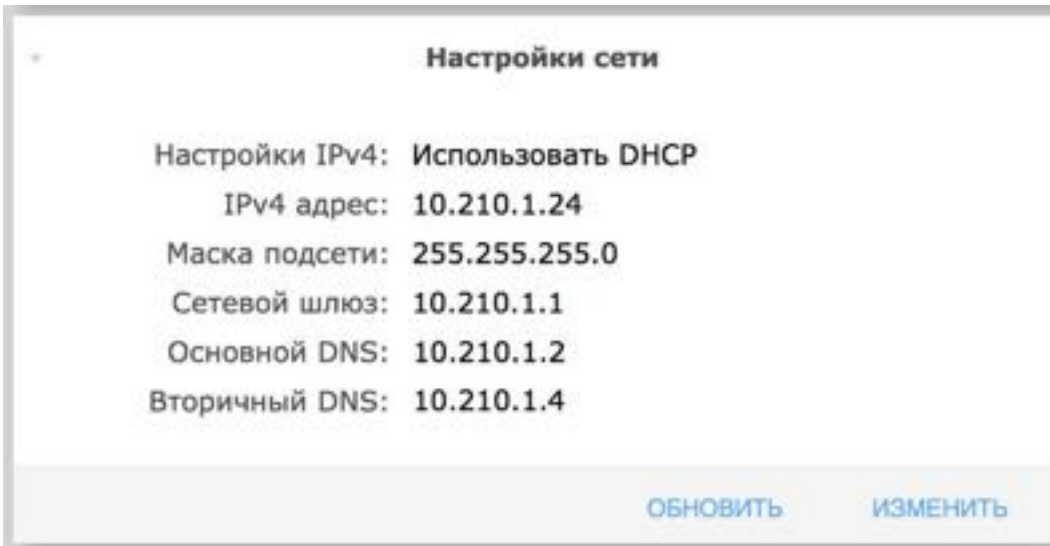 Настройки сети
Настройки IPv4: Использовать DHCP
IPv4 адрес: 10.210.1.24
Маска подсети: 255.255.255.0
Сетевой шлюз: 10.210.1.1
Основной DNS: 10.210.1.2
Вторичный DNS: 10.210.1.4
ОБНОВИТЬ ИЗМЕНИТЬ